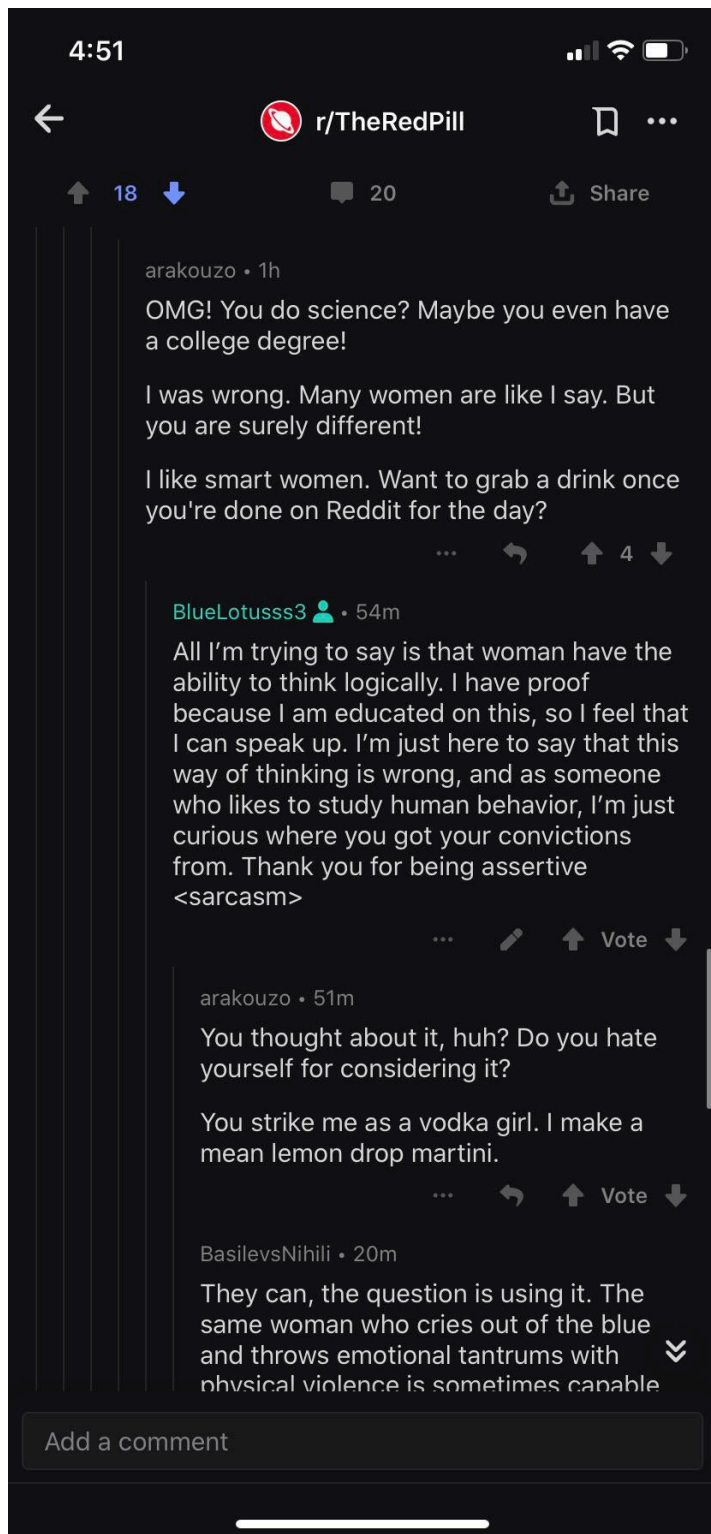 4:51
r/TheRedPill
18
20
Share
arakouzo • 1h
OMG! You do science? Maybe you even have
a college degree!
I was wrong. Many women are like I say. But
you are surely different!
I like smart women. Want to grab a drink once
you're done on Reddit for the day?
4
BlueLotusss3 • 54m
All I’m trying to say is that woman have the
ability to think logically. I have proof
because I am educated on this, so I feel that
I can speak up. I’m just here to say that this
way of thinking is wrong, and as someone
who likes to study human behavior, I’m just
curious where you got your convictions
from. Thank you for being assertive
<sarcasm>
Vote
arakouzo • 51m
You thought about it, huh? Do you hate
yourself for considering it?
You strike me as a vodka girl. I make a
mean lemon drop martini.
Vote
BasilevsNihili • 20m
They can, the question is using it. The
same woman who cries out of the blue
and throws emotional tantrums with
physical violence is sometimes capable
Add a comment